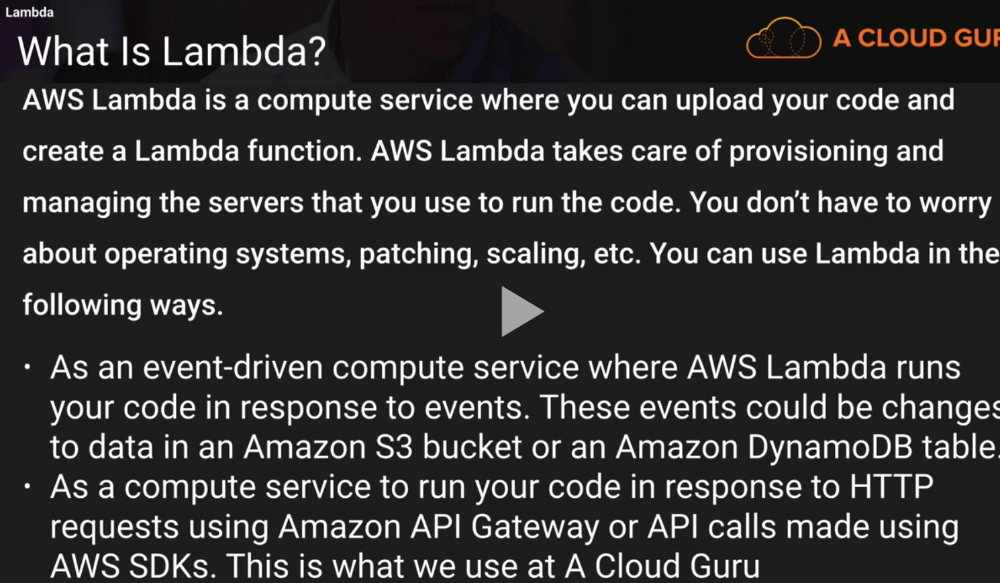 Lambda
What Is Lambda?
A CLOUD
AWS Lambda is a compute service where you can upload your code and
create a Lambda function. AWS Lambda takes care of provisioning and
managing the servers that you use to run the code. You don’t have to worry
about operating systems, patching, scaling, etc. You can use Lambda in the
following ways.
• As an event-driven compute service where AWS Lambda runs
your code in response to events. These events could be changes
to data in an Amazon S3 bucket or an Amazon DynamoDB table.
• As a compute service to run your code in response to HTTP
requests using Amazon API Gateway or API calls made using
AWS SDKs. This is what we use at A Cloud Guru